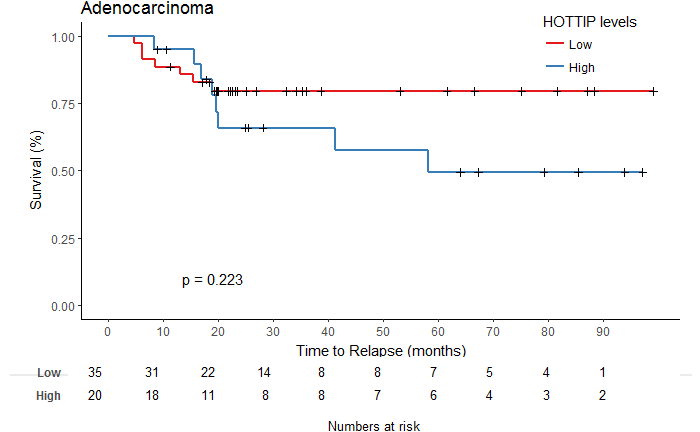 Adenocarcinoma
HOTTIP levels
Low
High
1.00
0.75
0.50
0.25
0.00
Survival (%)
p = 0.223
0 10 20 30 40 50 60 70 80 90
Time to Relapse (months)
Low 35 31 22 14 8 8 7 5 4 1
High 20 18 11 8 8 7 6 4 3 2
Numbers at risk